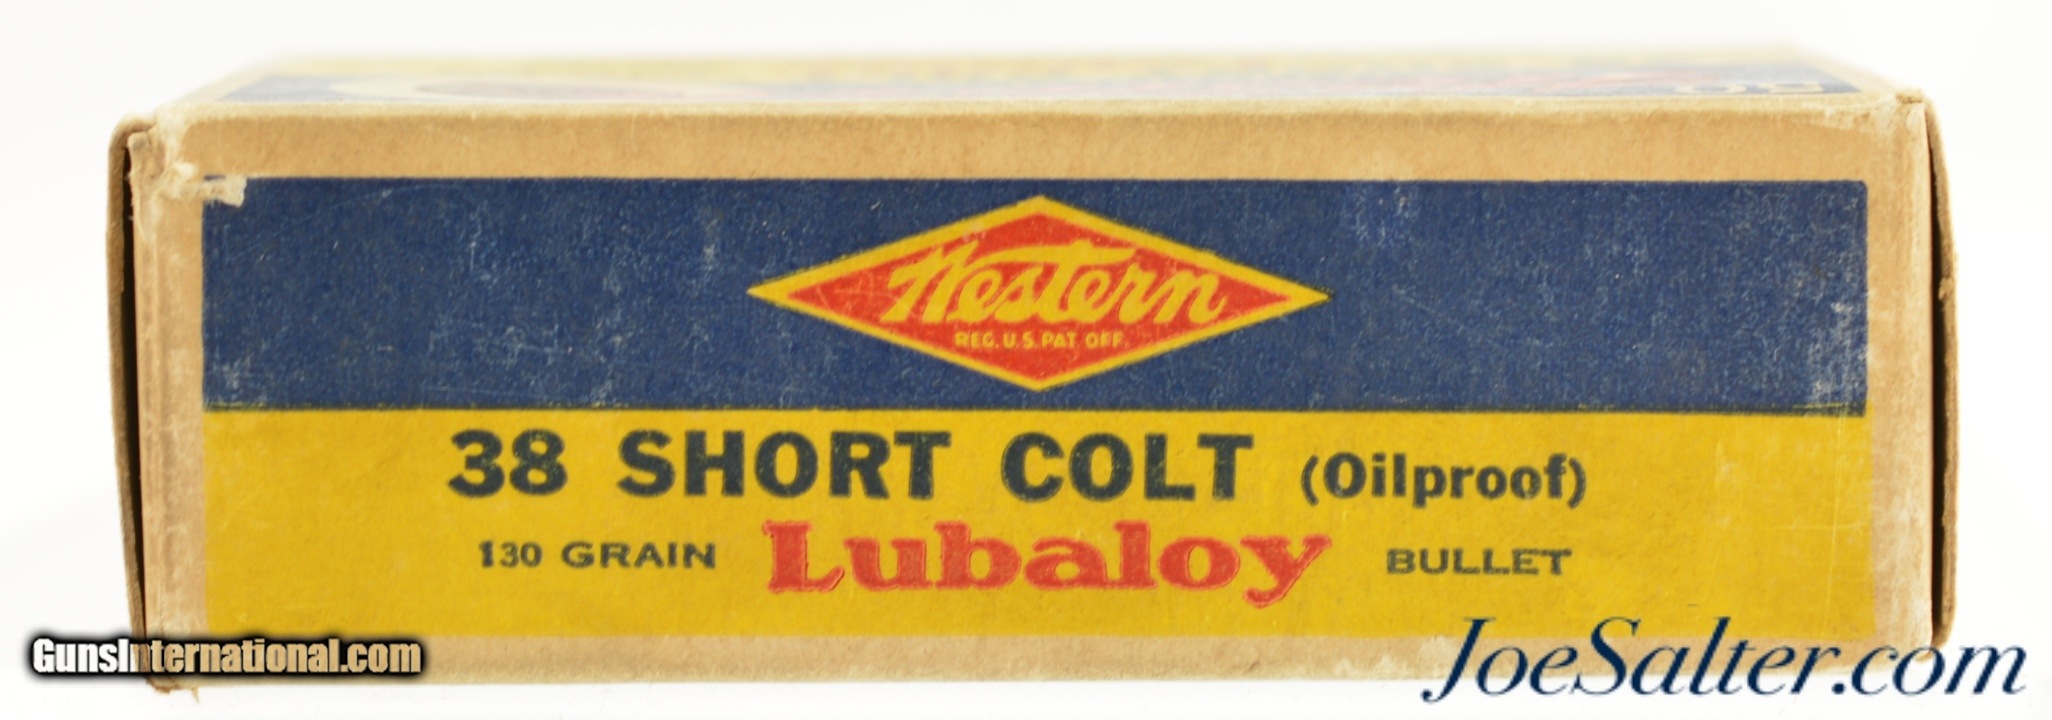 Western
REG. U.S. PAT. OFF.
38 SHORT COLT (Oilproof)
130 GRAIN Lubaloy BULLET
GunsInternational.com
JoeSalter.com